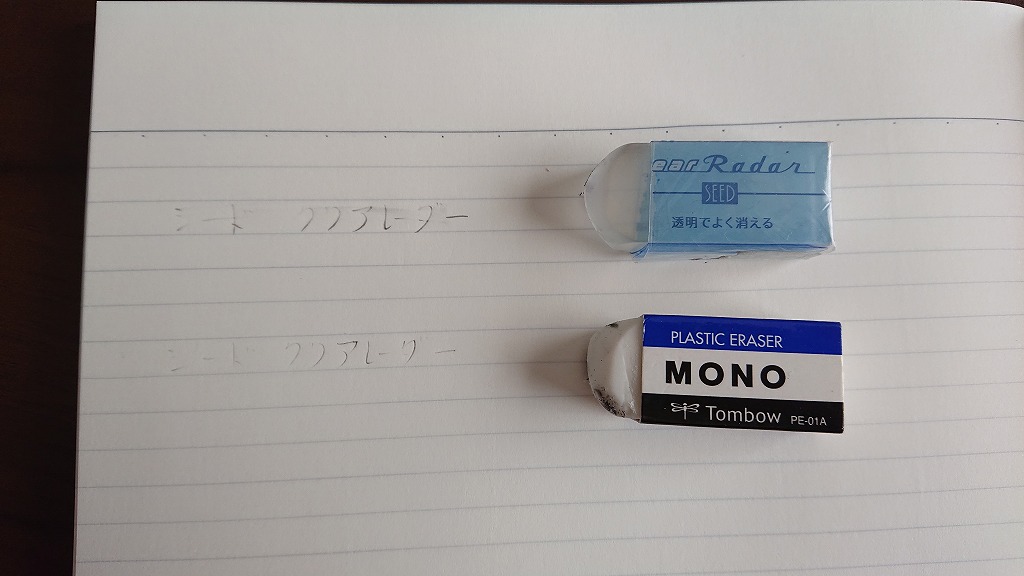 ear Radar
SEED
透明でよく消える
シード クリアレーダー
PLASTIC ERASER
MONO
シード クリアレーダー
Tombow PE-01A